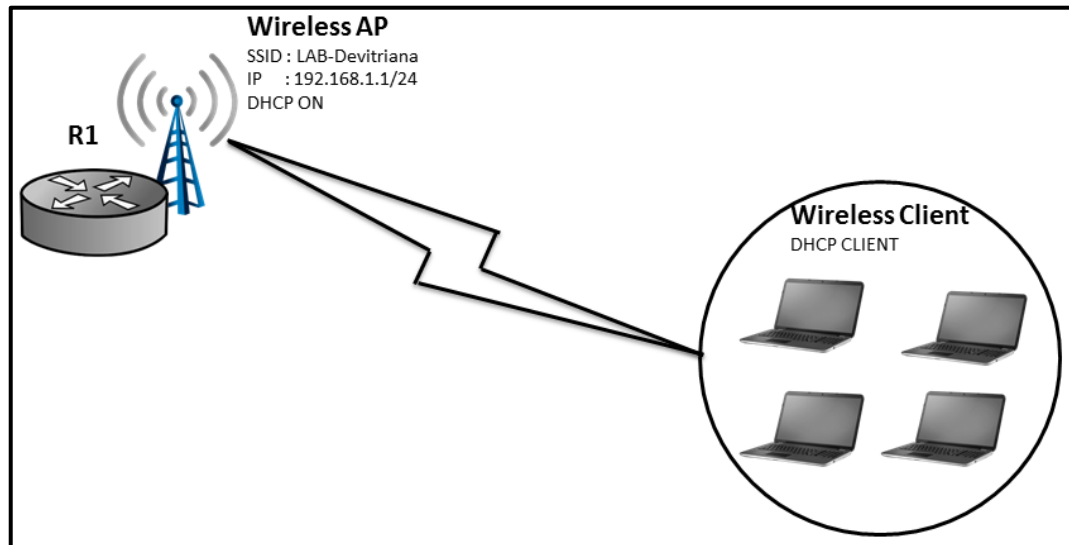 Wireless AP
SSID : LAB-Devitriana
IP : 192.168.1.1/24
DHCP ON
R1
Wireless Client
DHCP CLIENT